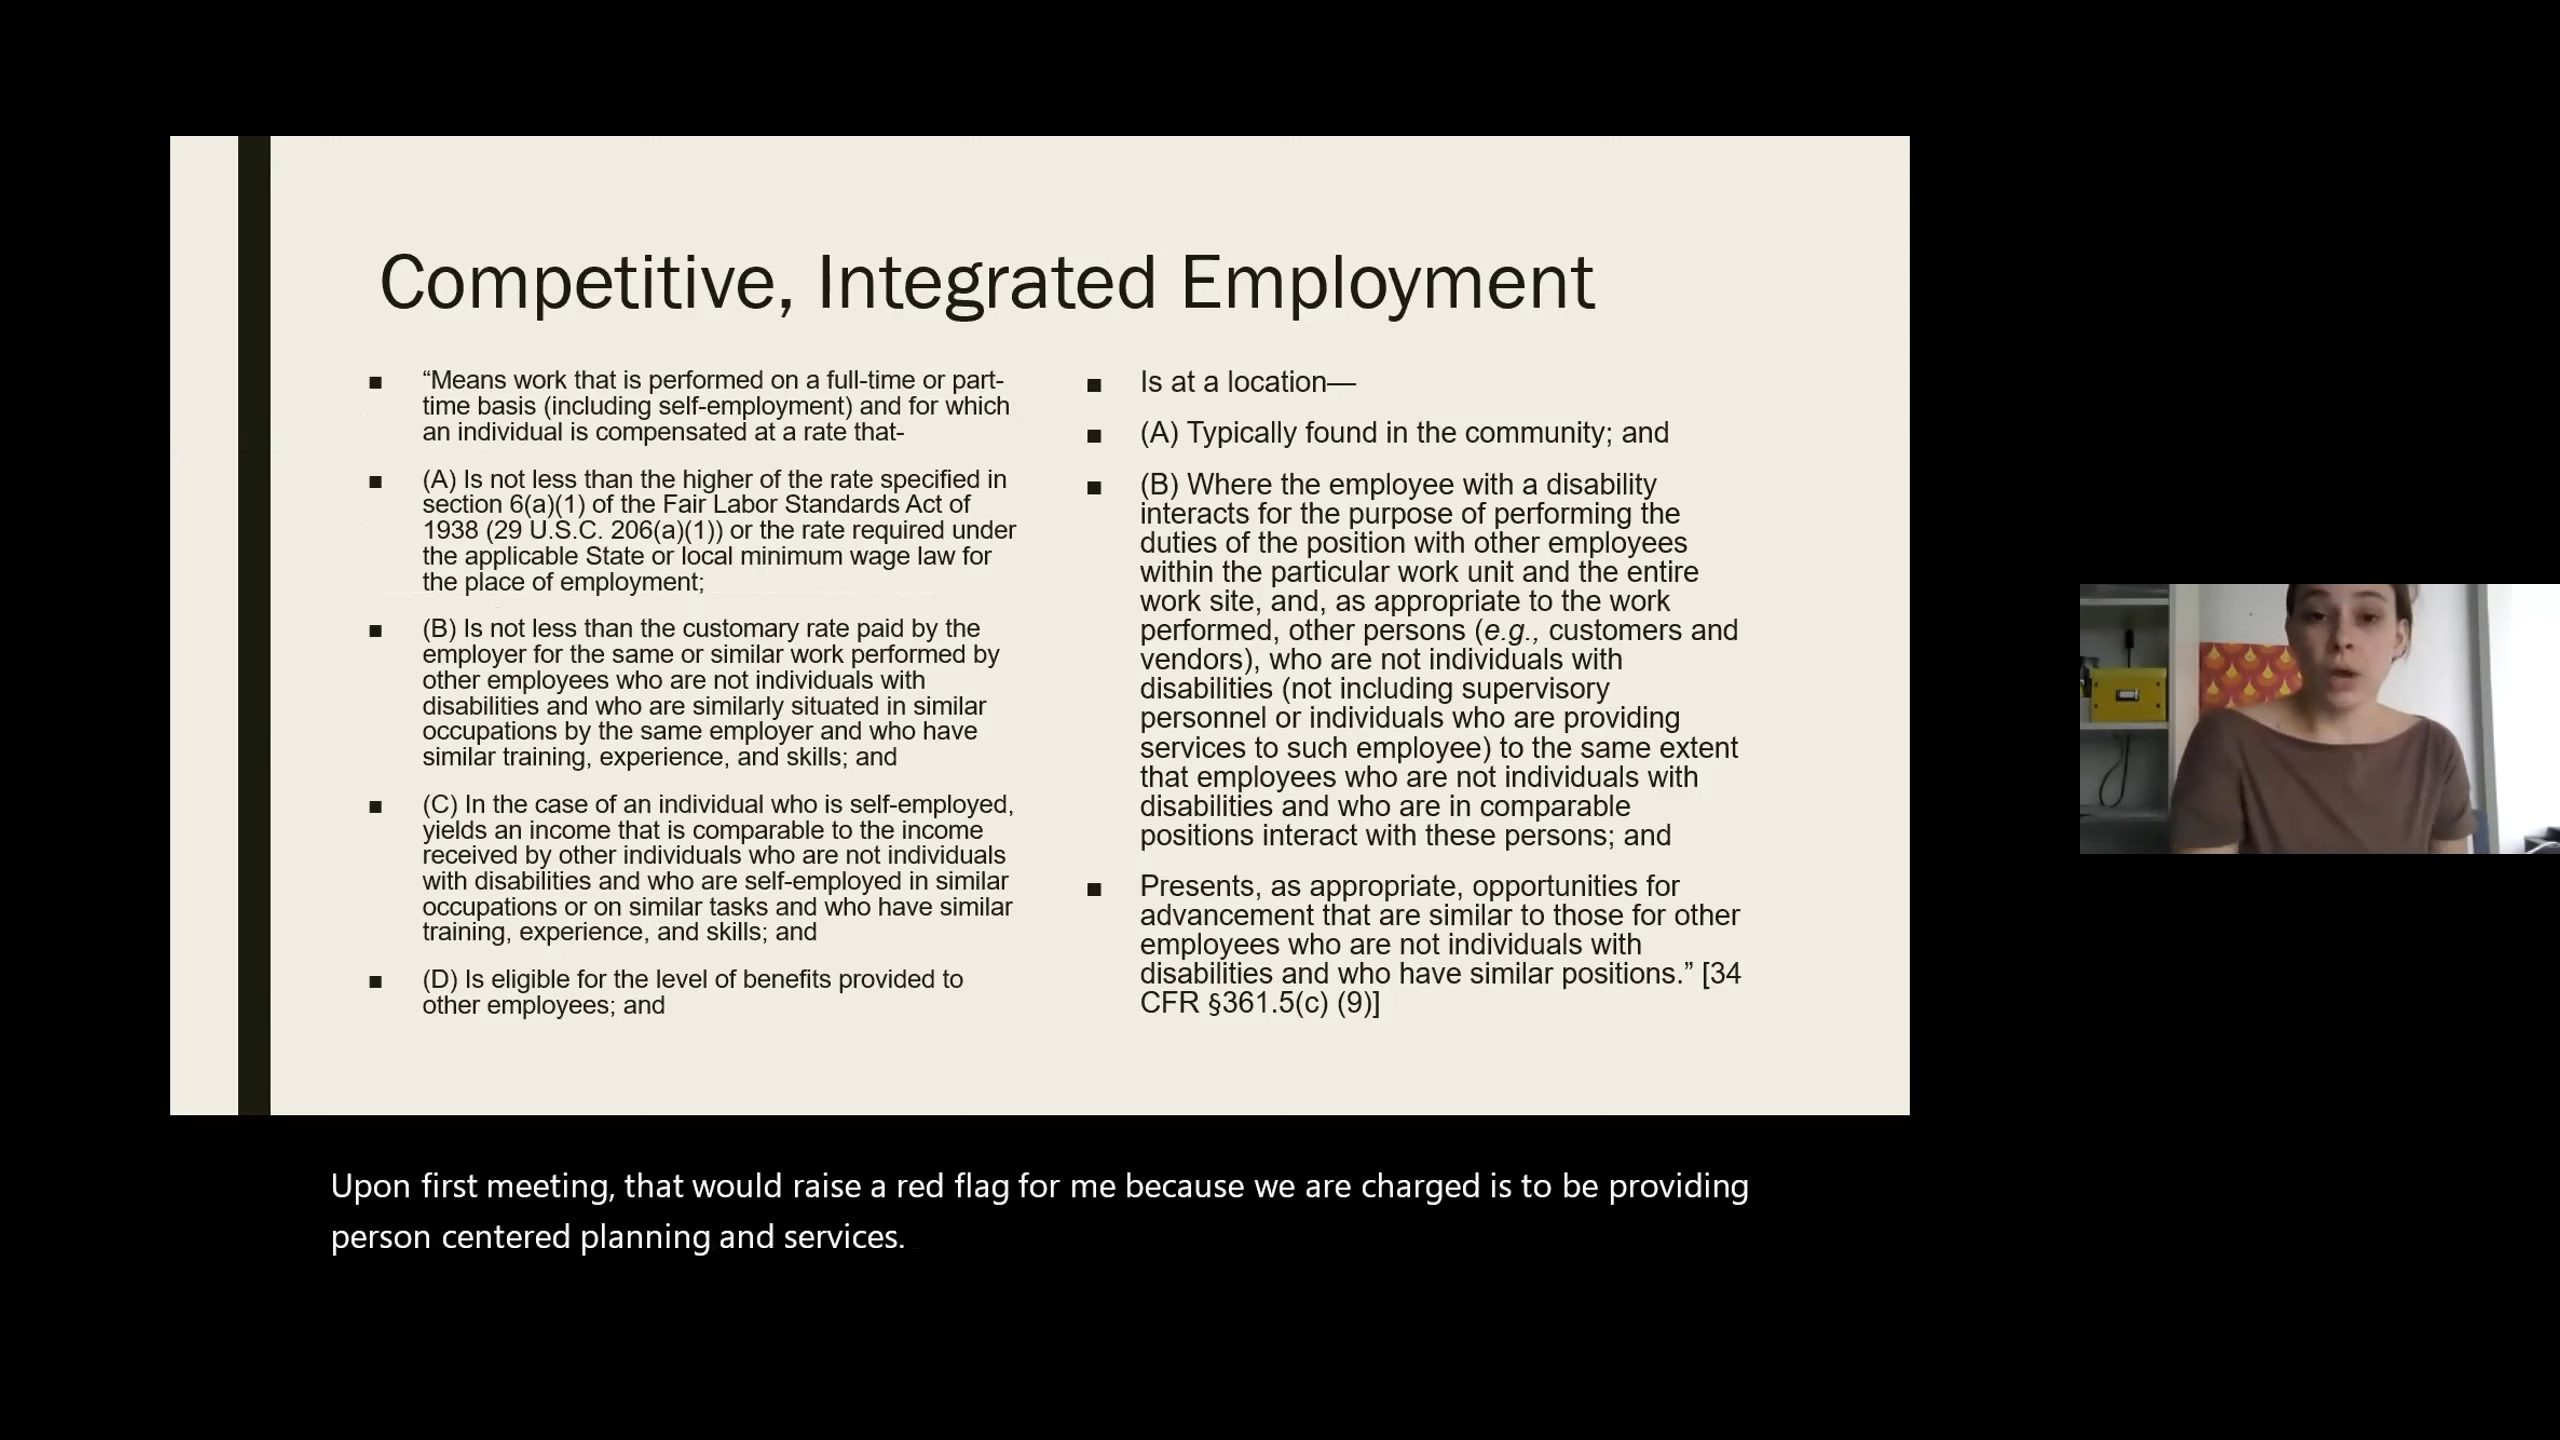 Competitive, Integrated Employment
■ “Means work that is performed on a full-time or part-
time basis (including self-employment) and for which
an individual is compensated at a rate that-
■ (A) Is not less than the higher of the rate specified in
section 6(a)(1) of the Fair Labor Standards Act of
1938 (29 U.S.C. 206(a)(1)) or the rate required under
the applicable State or local minimum wage law for
the place of employment;
■ (B) Is not less than the customary rate paid by the
employer for the same or similar work performed by
other employees who are not individuals with
disabilities and who are similarly situated in similar
occupations by the same employer and who have
similar training, experience, and skills; and
■ (C) In the case of an individual who is self-employed,
yields an income that is comparable to the income
received by other individuals who are not individuals
with disabilities and who are self-employed in similar
occupations or on similar tasks and who have similar
training, experience, and skills; and
■ (D) Is eligible for the level of benefits provided to
other employees; and
■ Is at a location—
■ (A) Typically found in the community; and
■ (B) Where the employee with a disability
interacts for the purpose of performing the
duties of the position with other employees
within the particular work unit and the entire
work site, and, as appropriate to the work
performed, other persons (e.g., customers and
vendors), who are not individuals with
disabilities (not including supervisory
personnel or individuals who are providing
services to such employee) to the same extent
that employees who are not individuals with
disabilities and who are in comparable
positions interact with these persons; and
■ Presents, as appropriate, opportunities for
advancement that are similar to those for other
employees who are not individuals with
disabilities and who have similar positions.” [34
CFR §361.5(c) (9)]
Upon first meeting, that would raise a red flag for me because we are charged is to be providing
person centered planning and services.